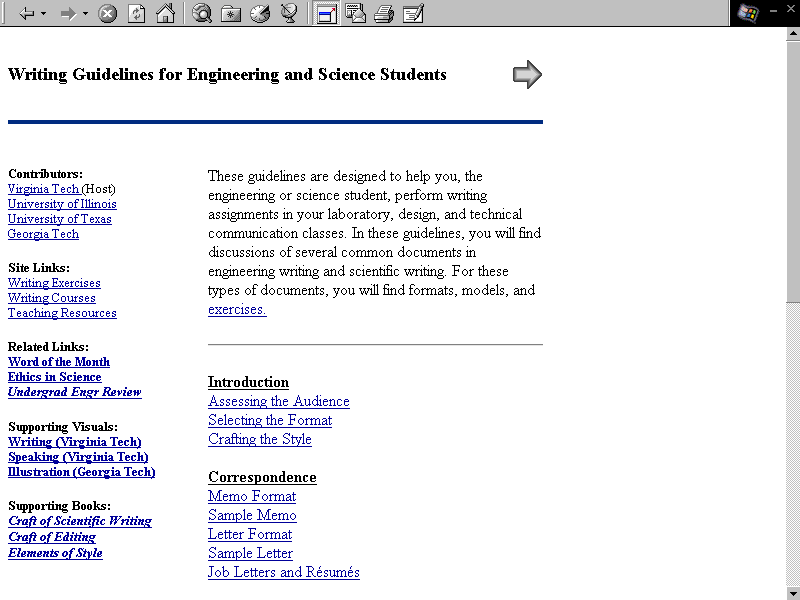 Writing Guidelines for Engineering and Science Students
Contributors:
Virginia Tech (Host)
University of Illinois
University of Texas
Georgia Tech
Site Links:
Writing Exercises
Writing Courses
Teaching Resources
Related Links:
Word of the Month
Ethics in Science
Undergrad Engr Review
Supporting Visuals:
Writing (Virginia Tech)
Speaking (Virginia Tech)
Illustration (Georgia Tech)
Supporting Books:
Craft of Scientific Writing
Craft of Editing
Elements of Style
These guidelines are designed to help you, the
engineering or science student, perform writing
assignments in your laboratory, design, and technical
communication classes. In these guidelines, you will find
discussions of several common documents in
engineering writing and scientific writing. For these
types of documents, you will find formats, models, and
exercises.
Introduction
Assessing the Audience
Selecting the Format
Crafting the Style
Correspondence
Memo Format
Sample Memo
Letter Format
Sample Letter
Job Letters and Résumés